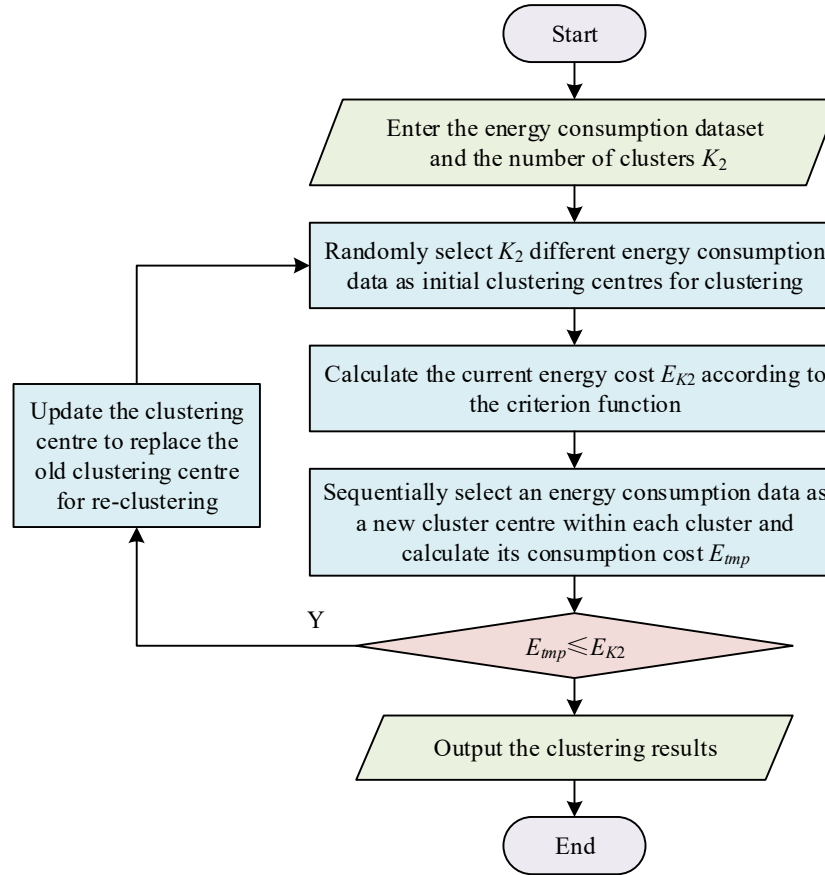 Start
Enter the energy consumption dataset
and the number of clusters K2
Randomly select K2 different energy consumption
data as initial clustering centres for clustering
Calculate the current energy cost EK2 according to
the criterion function
Update the clustering
centre to replace the
old clustering centre
for re-clustering
Sequentially select an energy consumption data as
a new cluster centre within each cluster and
calculate its consumption cost Etmp
Y
Etmp≤EK2
Output the clustering results
End